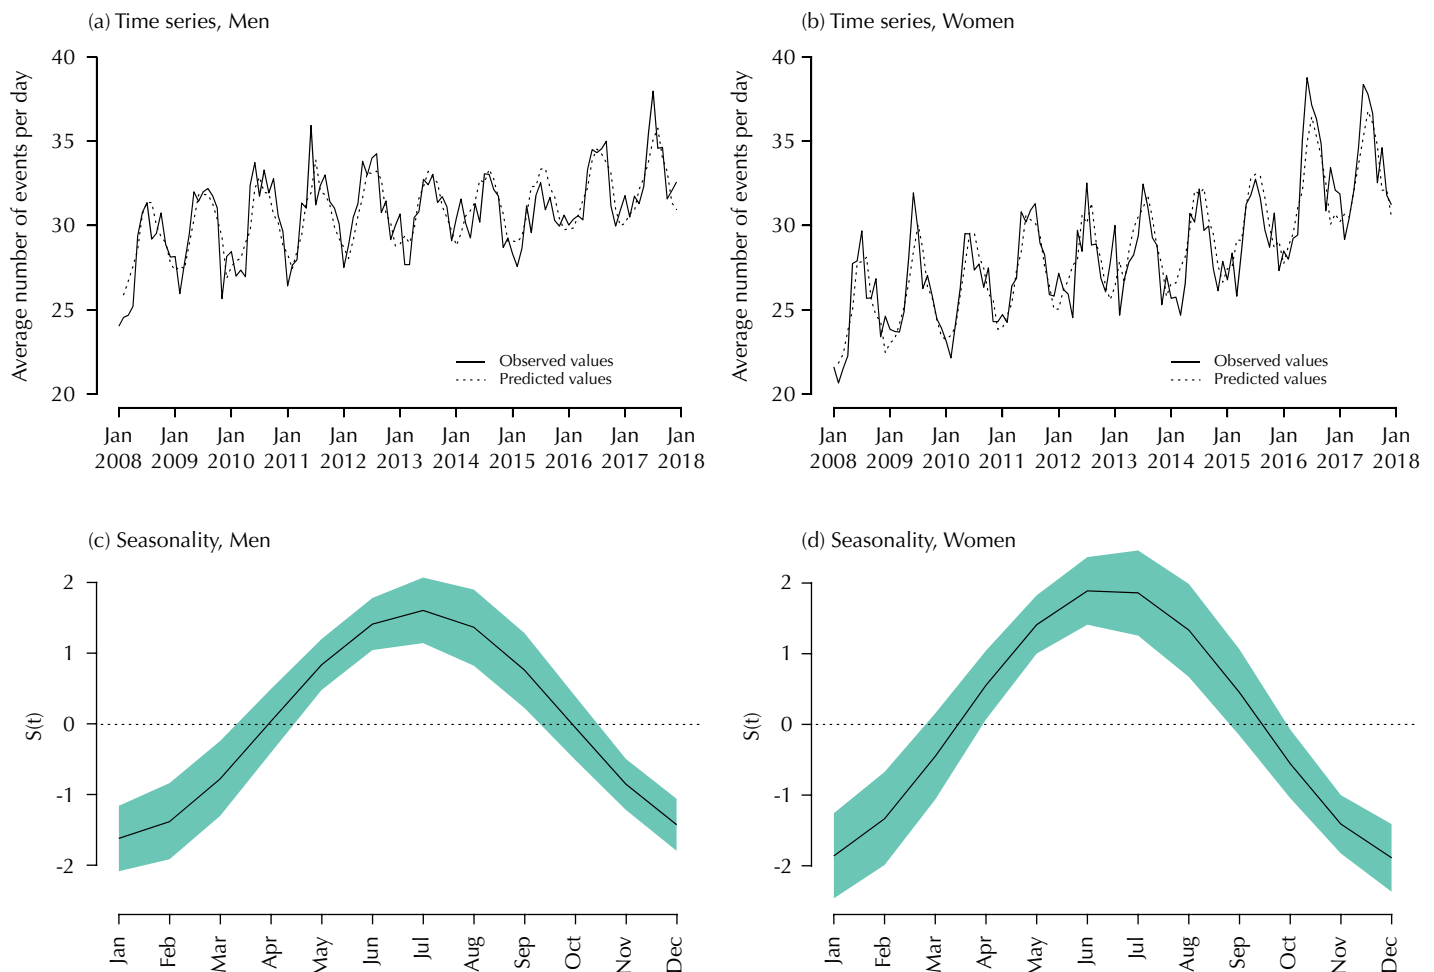 (a) Time series, Men
Average number of events per day
40
35
30
25
20
Observed values
Predicted values
Jan Jan Jan Jan Jan Jan Jan Jan Jan Jan Jan
2008 2009 2010 2011 2012 2013 2014 2015 2016 2017 2018
(b) Time series, Women
Average number of events per day
40
35
30
25
20
Observed values
Predicted values
Jan Jan Jan Jan Jan Jan Jan Jan Jan Jan Jan
2008 2009 2010 2011 2012 2013 2014 2015 2016 2017 2018
(c) Seasonality, Men
S(t)
2
1
0
-1
-2
Jan Feb Mar Apr May Jun Jul Aug Sep Oct Nov Dec
(d) Seasonality, Women
S(t)
2
1
0
-1
-2
Jan Feb Mar Apr May Jun Jul Aug Sep Oct Nov Dec